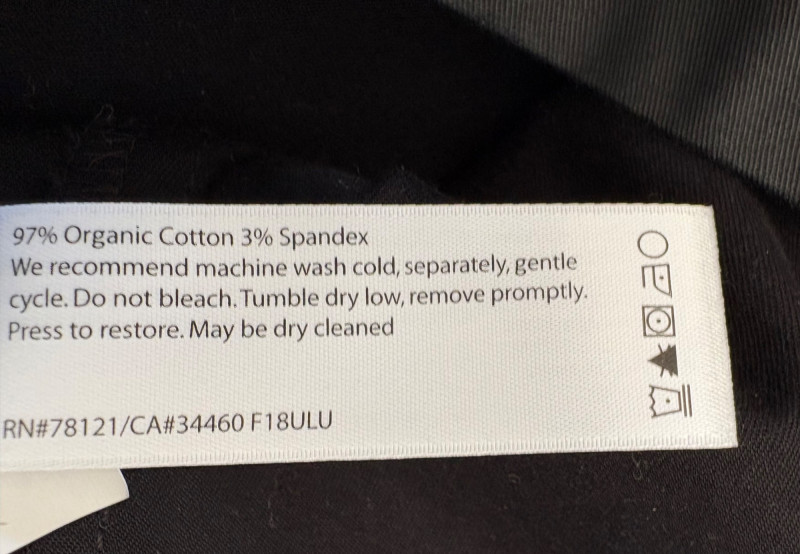 97% Organic Cotton 3% Spandex
We recommend machine wash cold, separately, gentle
cycle. Do not bleach. Tumble dry low, remove promptly.
Press to restore. May be dry cleaned
RN#78121/CA#34460 F18ULU